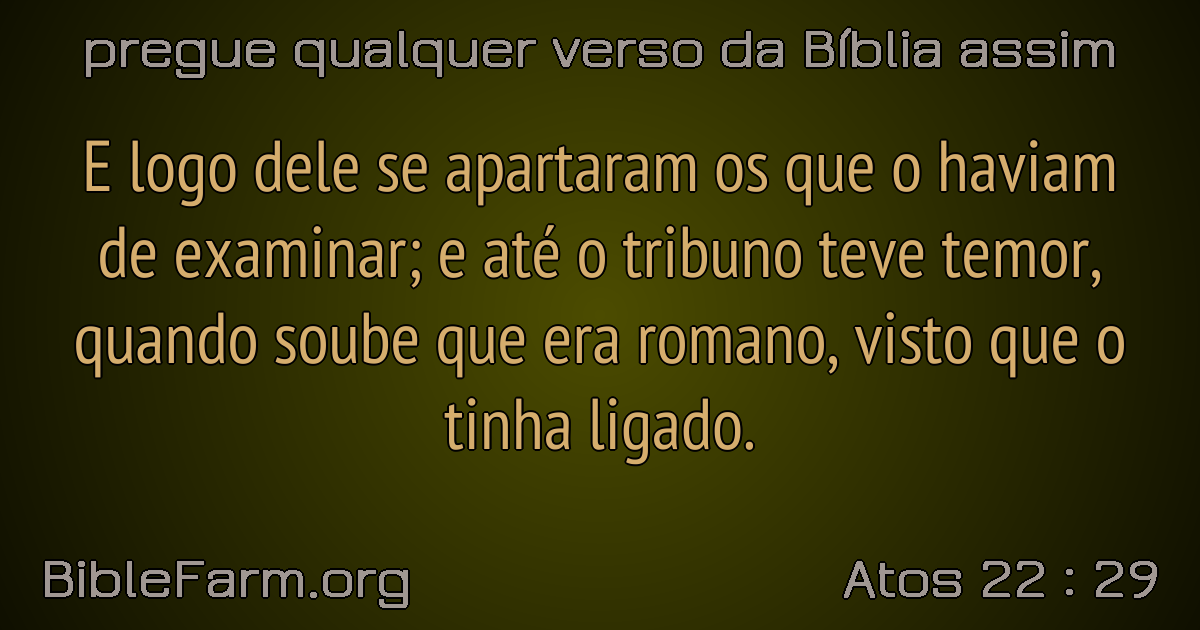 pregue qualquer verso da Bíblia assim
E logo dele se apartaram os que o haviam
de examinar; e até o tribuno teve temor,
quando soube que era romano, visto que o
tinha ligado.
BibleFarm.org
Atos 22 : 29